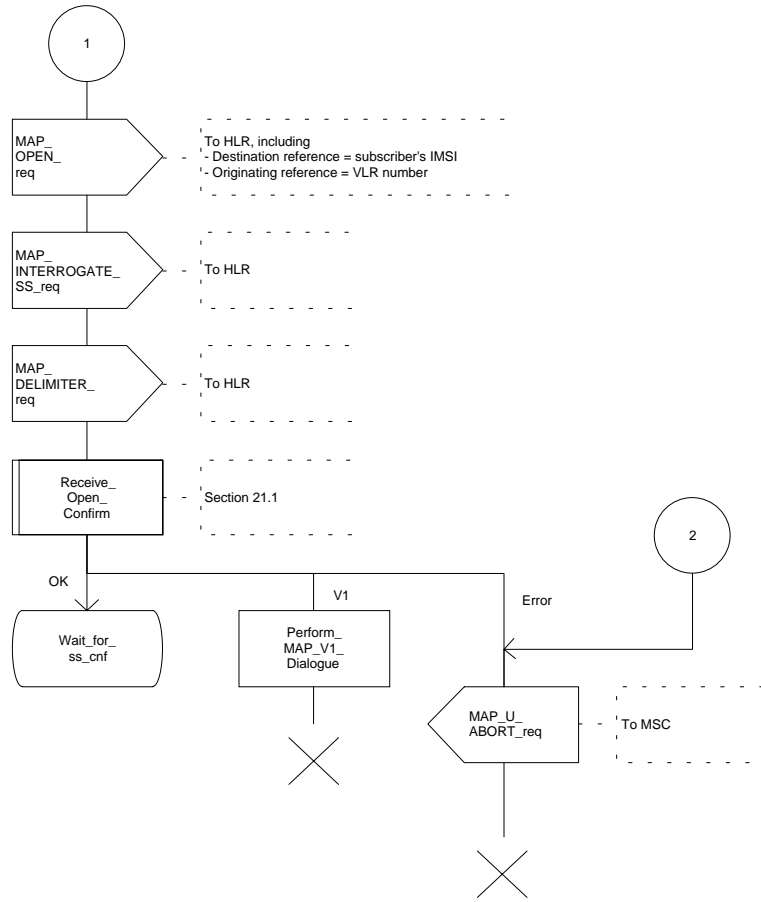 1
MAP_
OPEN_
req
To HLR, including
- Destination reference = subscriber's IMSI
- Originating reference = VLR number
MAP_
INTERROGATE_
SS_req
To HLR
MAP_
DELIMITER_
req
To HLR
Receive_
Open_
Confirm
Section 21.1
2
OK
V1
Error
Wait_for_
ss_cnf
Perform_
MAP_V1_
Dialogue
MAP_U_
ABORT_req
To MSC